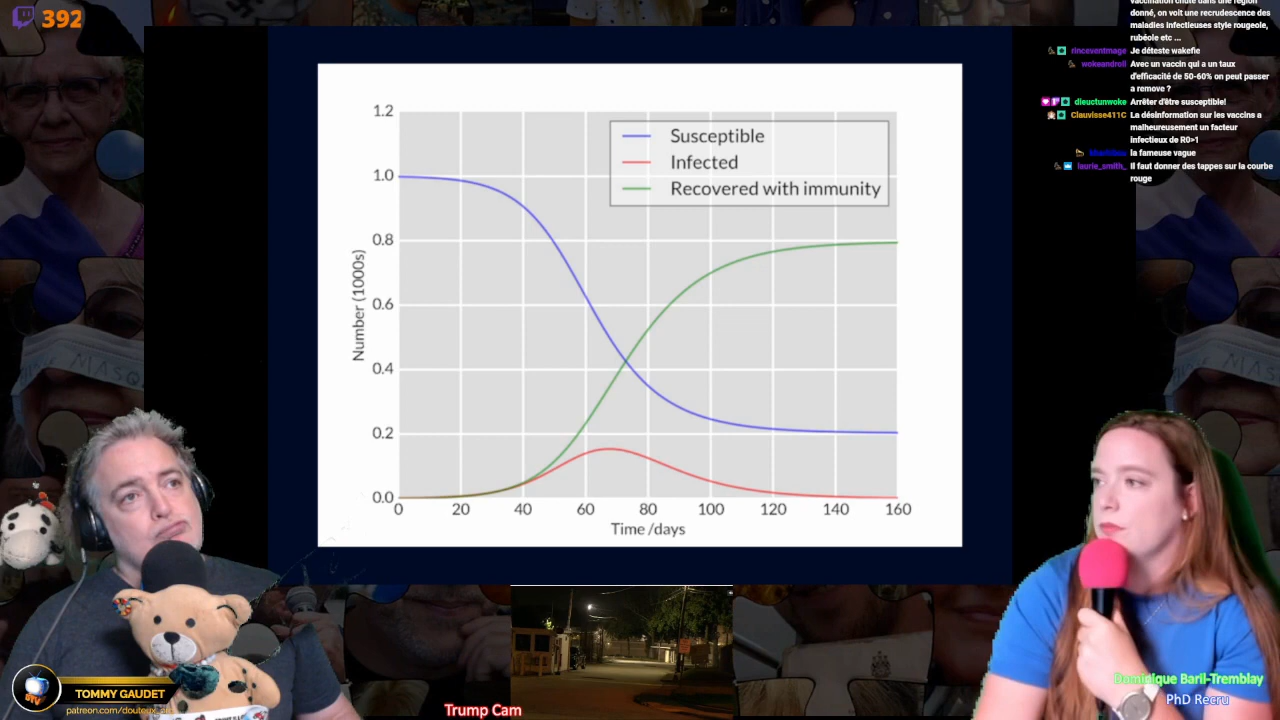 392
vaccination chute dans une région
donné, on voit une recrudescence des
maladies infectieuses style rougeole,
rubéole etc ...
rinceventmage Je déteste wakefie
wokeandroll Avec un vaccin qui a un taux
d'efficacité de 50-60% on peut passer
a remove ?
dieuctunwoke Arrêter d'être susceptible!
Clauvisse411C La désinformation sur les vaccins a
malheureusement un facteur
infectieux de R0>1
la fameuse vague
laurie_smith_ Il faut donner des tappes sur la courbe
rouge
1.2
1.0
0.8
0.6
0.4
0.2
0.0
Number (1000s)
Susceptible
Infected
Recovered with immunity
0 20 40 60 80 100 120 140 160
Time /days
TOMMY GAUDET
Trump Cam
Dominique Baril-Tremblay
PhD Recru